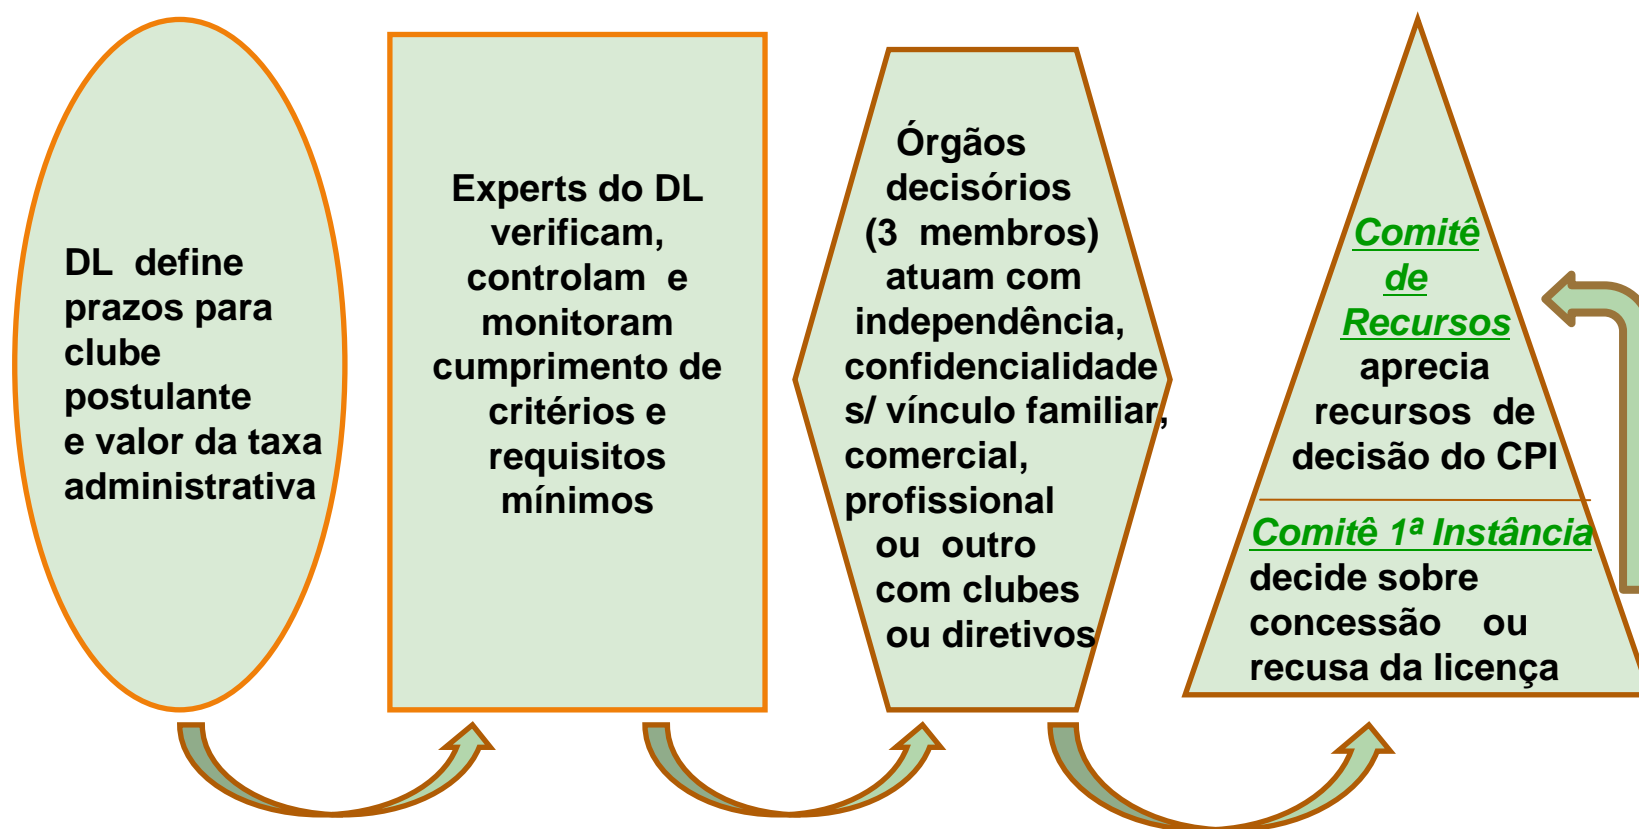 DL define
prazos para
clube
postulante
e valor da taxa
administrativa
Experts do DL
verificam,
controlam e
monitoram
cumprimento de
critérios e
requisitos
mínimos
Órgãos
decisórios
(3 membros)
atuam com
independência,
confidencialidade
s/ vínculo familiar,
comercial,
profissional
ou outro
com clubes
ou diretivos
Comitê
de
Recursos
aprecia
recursos de
decisão do CPI
Comitê 1ª Instância
decide sobre
concessão ou
recusa da licença